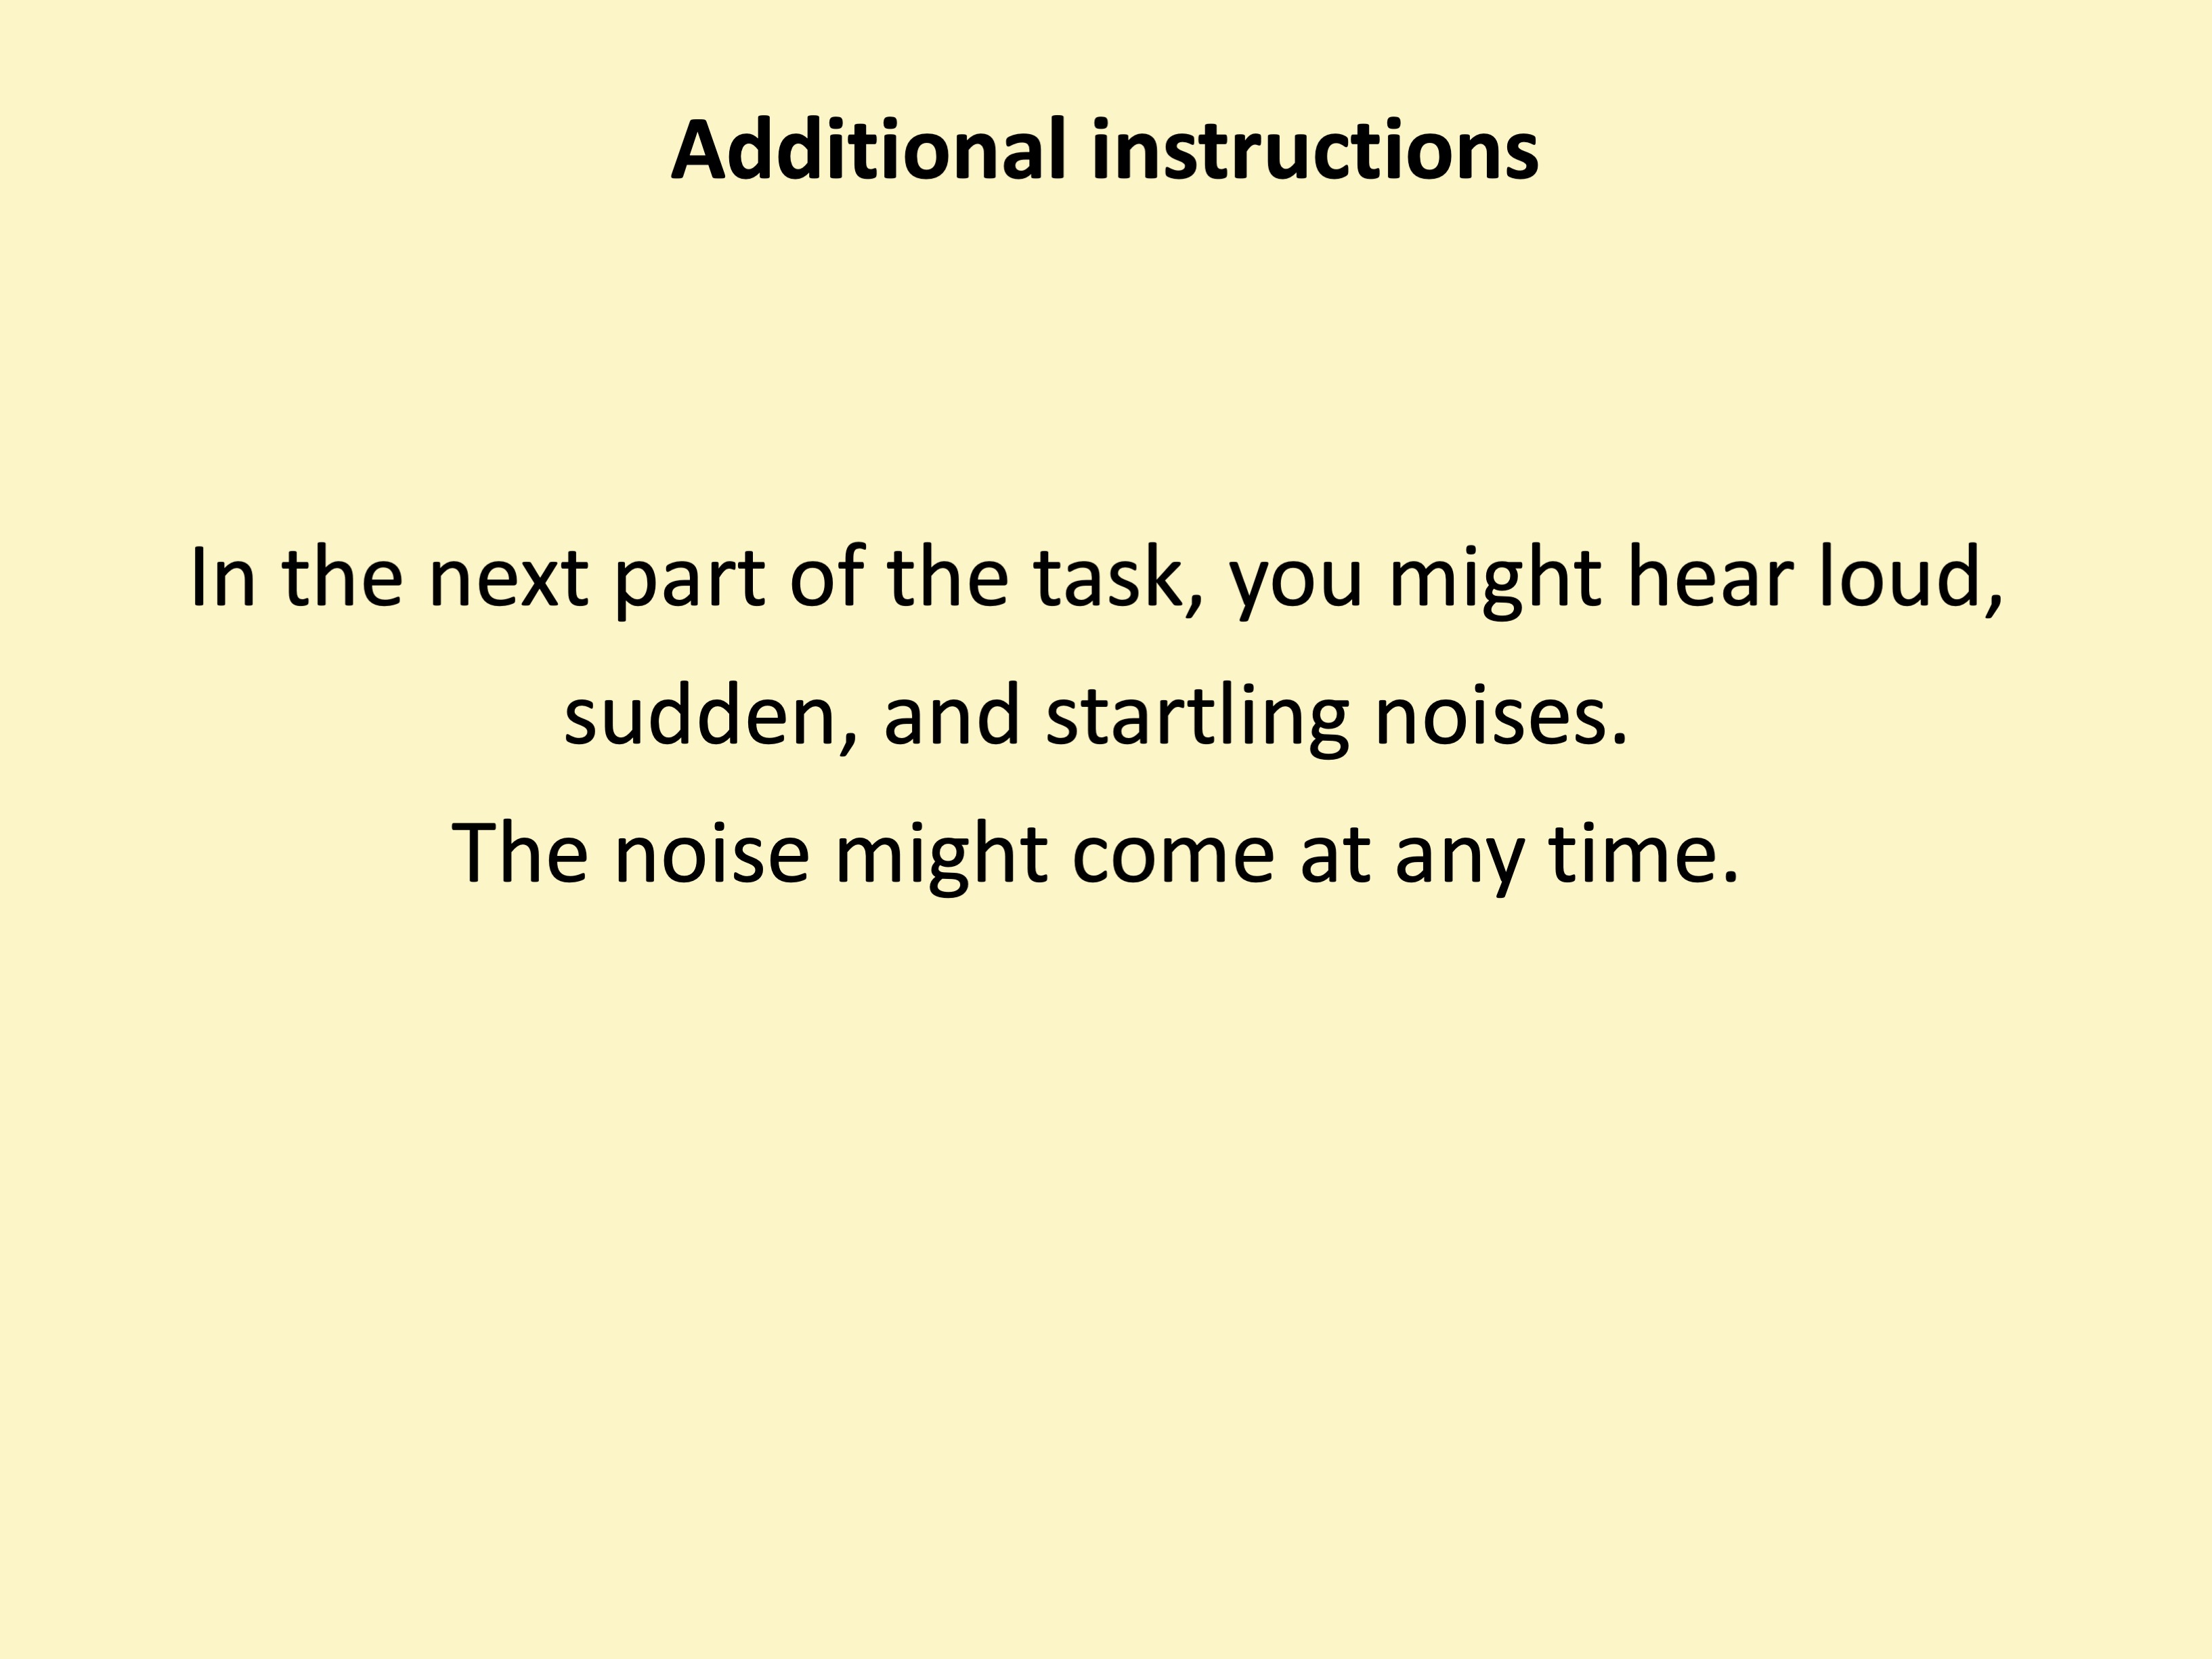 Additional instructions
In the next part of the task, you might hear loud,
sudden, and startling noises.
The noise might come at any time.